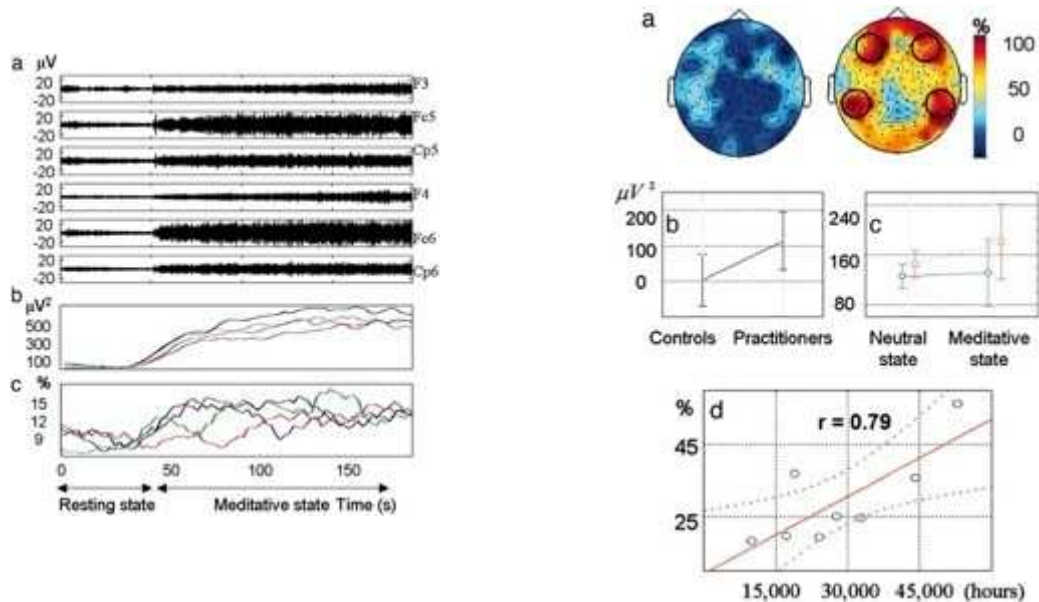 a μV
20
-20
F3
20
-20
Fc5
20
-20
Cp5
20
-20
F4
20
-20
Fc6
20
-20
Cp6
b
μV²
500
300
100
c %
15
12
9
0 50 100 150
Resting state Meditative state Time (s)
a
%
100
50
0
μV²
b
200
100
0
Controls Practitioners
c
240
160
80
Neutral state Meditative state
d
%
r = 0.79
45
25
15,000 30,000 45,000 (hours)